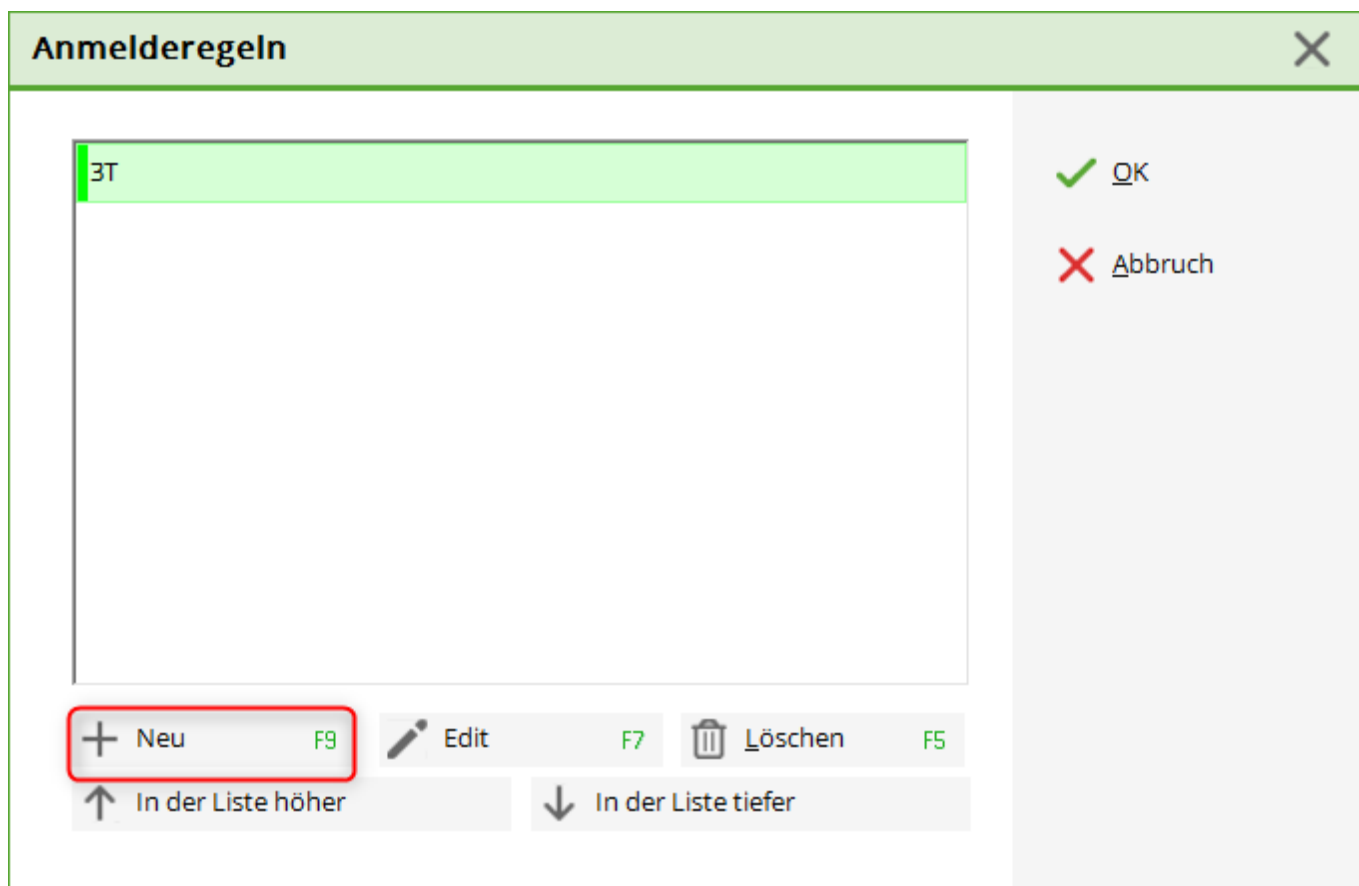 Anmelderegeln
3T
OK
Abbruch
Neu F9 Edit F7 Löschen F5
In der Liste höher In der Liste tiefer